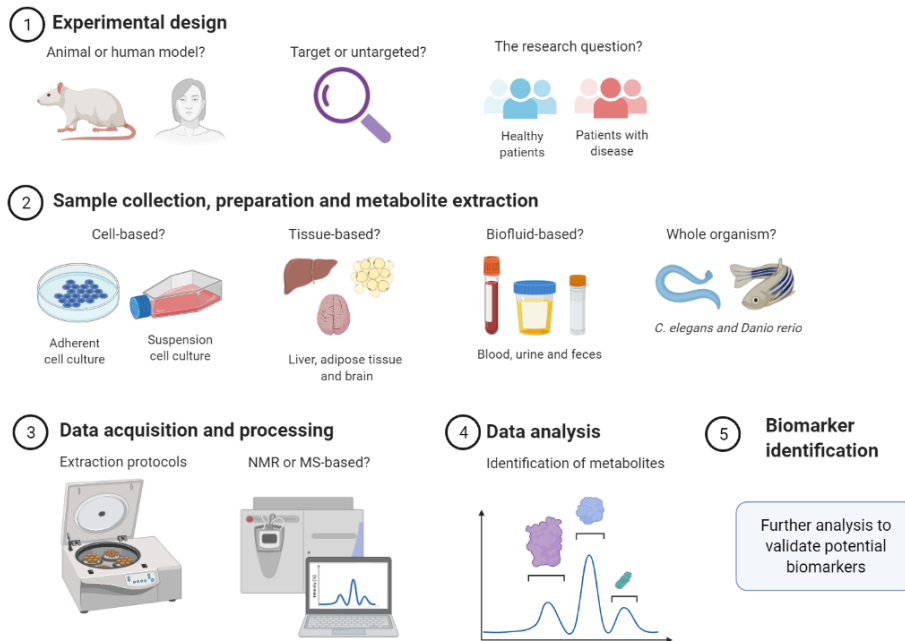 1 Experimental design
Animal or human model?
Target or untargeted?
The research question?
Healthy
patients
Patients with
disease
2 Sample collection, preparation and metabolite extraction
Cell-based?
Tissue-based?
Biofluid-based?
Whole organism?
Adherent
cell culture
Suspension
cell culture
Liver, adipose tissue
and brain
Blood, urine and feces
C. elegans and Danio rerio
3 Data acquisition and processing
Extraction protocols
NMR or MS-based?
Intensity (%)
4 Data analysis
Identification of metabolites
5 Biomarker
identification
Further analysis to
validate potential
biomarkers